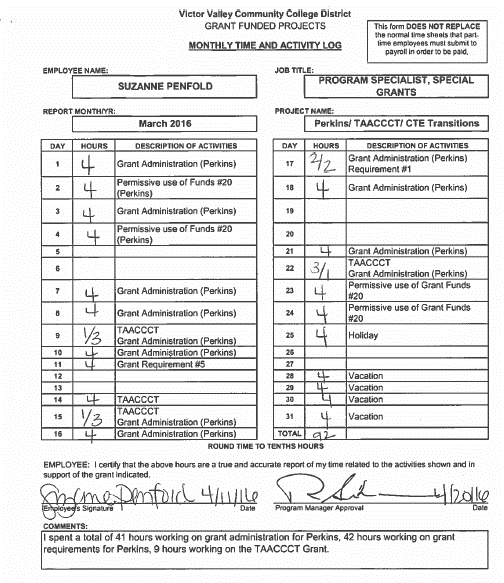 Victor Valley Community College District
GRANT FUNDED PROJECTS
MONTHLY TIME AND ACTIVITY LOG
This form DOES NOT REPLACE
the normal time sheets that part-
time employees must submit to
payroll in order to be paid.
EMPLOYEE NAME:
SUZANNE PENFOLD
JOB TITLE:
PROGRAM SPECIALIST, SPECIAL
GRANTS
REPORT MONTH/YR:
March 2016
PROJECT NAME:
Perkins/ TAACCCT/ CTE Transitions
DAY HOURS DESCRIPTION OF ACTIVITIES
1 4 Grant Administration (Perkins)
2 4 Permissive use of Funds #20
(Perkins)
3 4 Grant Administration (Perkins)
4 4 Permissive use of Funds #20
(Perkins)
5
6
7 4 Grant Administration (Perkins)
8 4 Grant Administration (Perkins)
9 1/3 TAACCCT
Grant Administration (Perkins)
10 4 Grant Administration (Perkins)
11 4 Grant Requirement #5
12
13
14 4 TAACCCT
15 1/3 TAACCCT
Grant Administration (Perkins)
16 4 Grant Administration (Perkins)
DAY HOURS DESCRIPTION OF ACTIVITIES
17 2/2 Grant Administration (Perkins)
Requirement #1
18 4 Grant Administration (Perkins)
19
20
21 4 Grant Administration (Perkins)
22 3/1 TAACCCT
Grant Administration (Perkins)
23 4 Permissive use of Grant Funds
#20
24 4 Permissive use of Grant Funds
#20
25 4 Holiday
26
27
28 4 Vacation
29 4 Vacation
30 4 Vacation
31 4 Vacation
TOTAL 92
ROUND TIME TO TENTHS HOURS
EMPLOYEE: I certify that the above hours are a true and accurate report of my time related to the activities shown and in
support of the grant indicated.
Suzanne Penfold 4/11/16
4/20/16
Employee's Signature Date
Program Manager Approval Date
COMMENTS:
I spent a total of 41 hours working on grant administration for Perkins, 42 hours working on grant
requirements for Perkins, 9 hours working on the TAACCCT Grant.